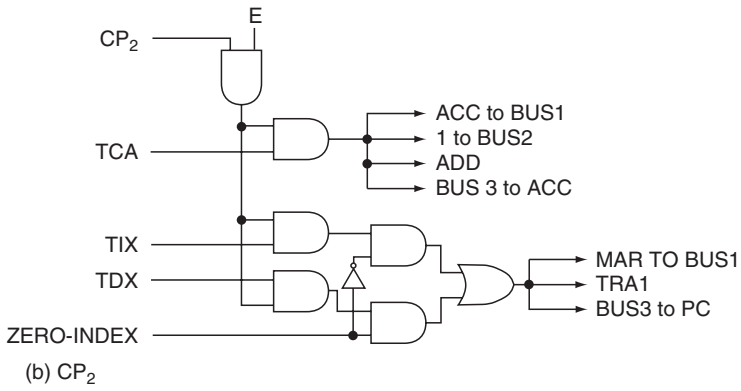 E
CP2
ACC to BUS1
1 to BUS2
TCA
ADD
BUS 3 to ACC
TIX
MAR TO BUS1
TDX
TRA1
BUS3 to PC
ZERO-INDEX
(b) CP2